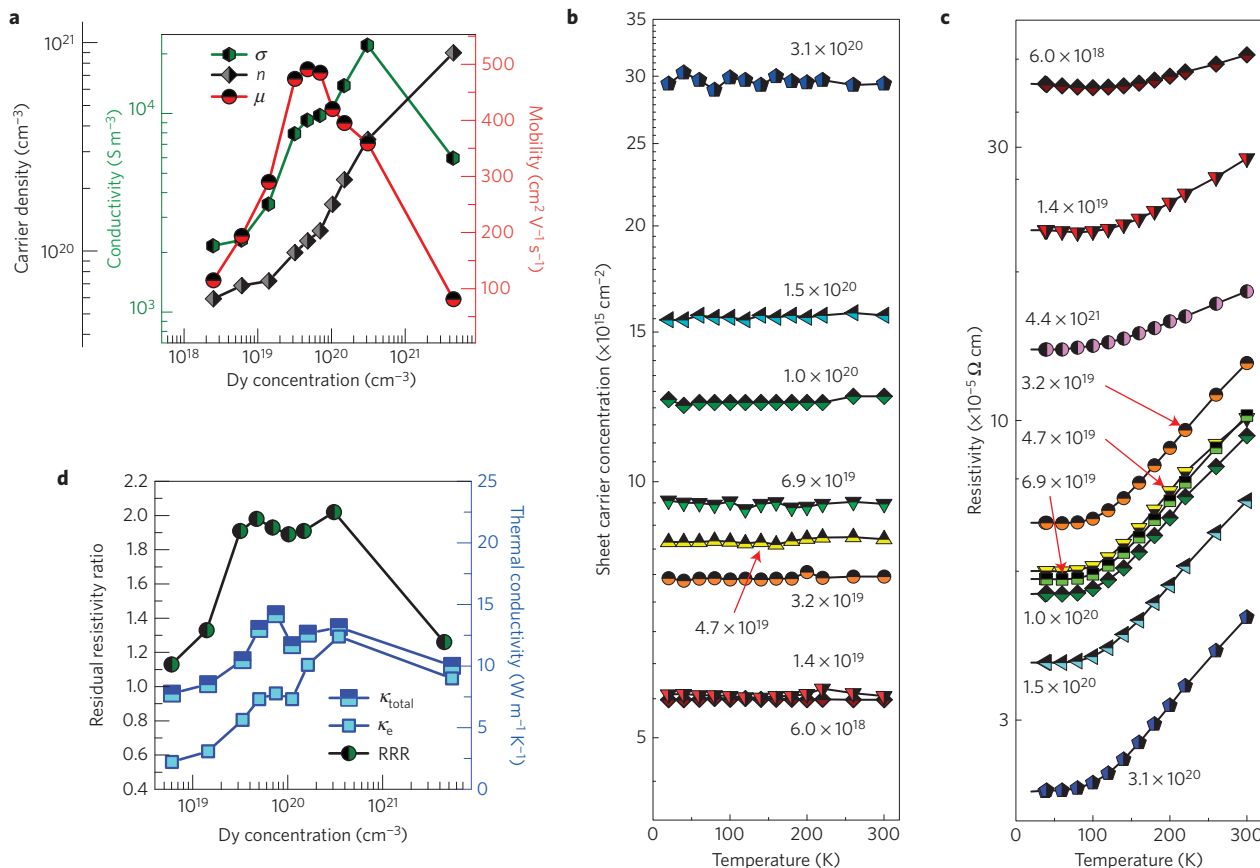 a
10²¹
10²⁰
Carrier density (cm⁻³)
10⁴
10³
Conductivity (S m⁻¹)
σ
n
μ
500
400
300
200
100
Mobility (cm² V⁻¹ s⁻¹)
10¹⁸
10¹⁹
10²⁰
10²¹
Dy concentration (cm⁻³)
b
35
30
25
20
15
10
5
Sheet carrier concentration (×10¹⁵ cm⁻²)
3.1 × 10²⁰
1.5 × 10²⁰
1.0 × 10²⁰
6.9 × 10¹⁹
4.7 × 10¹⁹
3.2 × 10¹⁹
1.4 × 10¹⁹
6.0 × 10¹⁸
0
100
200
300
Temperature (K)
c
30
10
3
Resistivity (×10⁻⁵ Ω cm)
6.0 × 10¹⁸
1.4 × 10¹⁹
4.4 × 10²¹
3.2 × 10¹⁹
4.7 × 10¹⁹
6.9 × 10¹⁹
1.0 × 10²⁰
1.5 × 10²⁰
3.1 × 10²⁰
0
100
200
300
Temperature (K)
d
2.2
2.0
1.8
1.6
1.4
1.2
1.0
0.8
0.6
0.4
Residual resistivity ratio
κtotal
κe
RRR
25
20
15
10
5
0
Thermal conductivity (W m⁻¹ K⁻¹)
10¹⁹
10²⁰
10²¹
Dy concentration (cm⁻³)